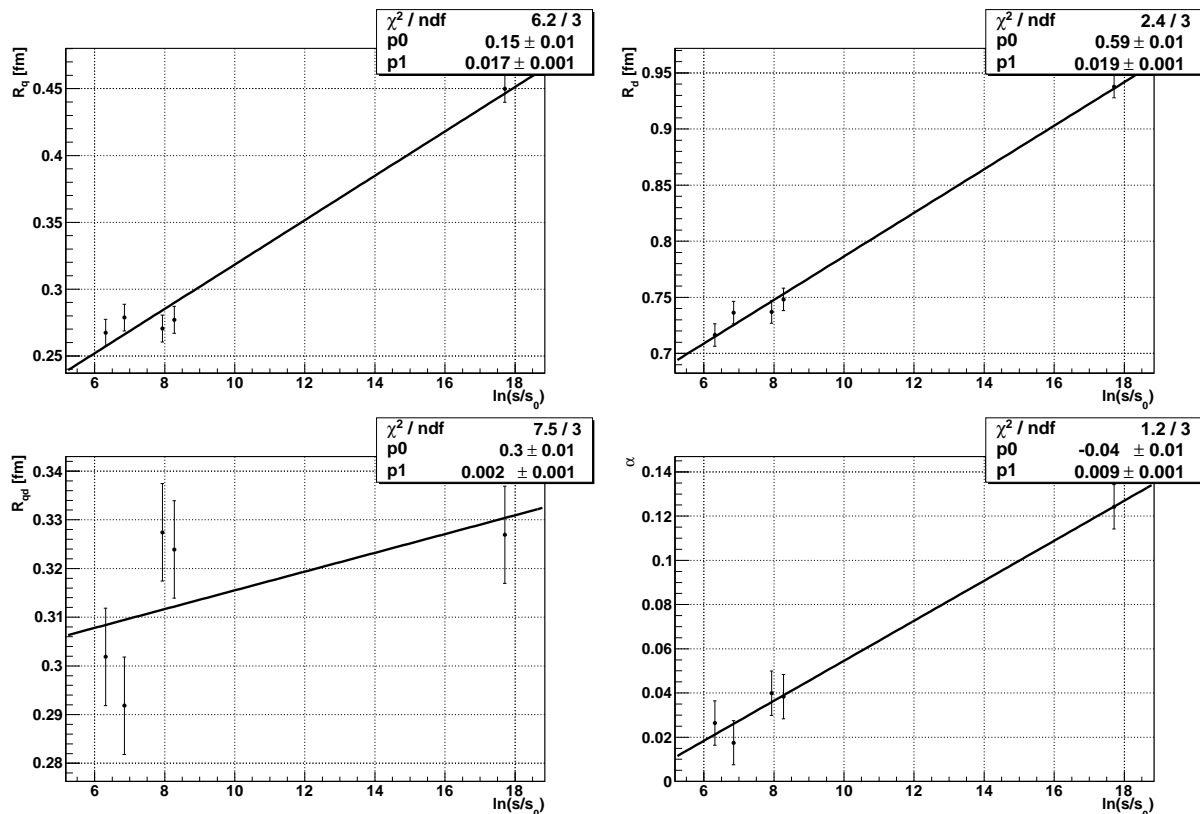 χ² / ndf 6.2 / 3
p0 0.15 ± 0.01
p1 0.017 ± 0.001
R_q [fm]
0.45
0.4
0.35
0.3
0.25
6 8 10 12 14 16 18
ln(s/s_0)
χ² / ndf 2.4 / 3
p0 0.59 ± 0.01
p1 0.019 ± 0.001
R_d [fm]
0.95
0.9
0.85
0.8
0.75
0.7
6 8 10 12 14 16 18
ln(s/s_0)
χ² / ndf 7.5 / 3
p0 0.3 ± 0.01
p1 0.002 ± 0.001
R_qd [fm]
0.34
0.33
0.32
0.31
0.3
0.29
0.28
6 8 10 12 14 16 18
ln(s/s_0)
χ² / ndf 1.2 / 3
p0 -0.04 ± 0.01
p1 0.009 ± 0.001
α
0.14
0.12
0.1
0.08
0.06
0.04
0.02
0
6 8 10 12 14 16 18
ln(s/s_0)